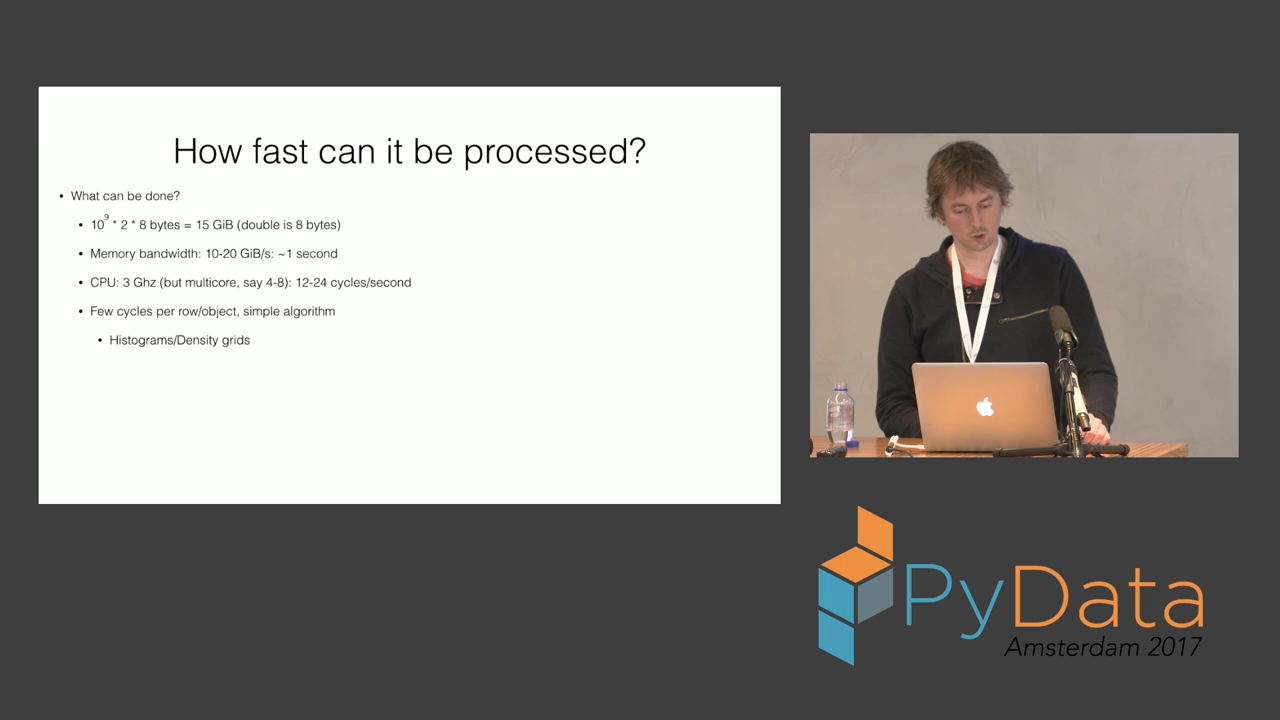 How fast can it be processed?
• What can be done?
• 10⁹ * 2 * 8 bytes = 15 GiB (double is 8 bytes)
• Memory bandwidth: 10-20 GiB/s: ~1 second
• CPU: 3 Ghz (but multicore, say 4-8): 12-24 cycles/second
• Few cycles per row/object, simple algorithm
• Histograms/Density grids
PyData
Amsterdam 2017